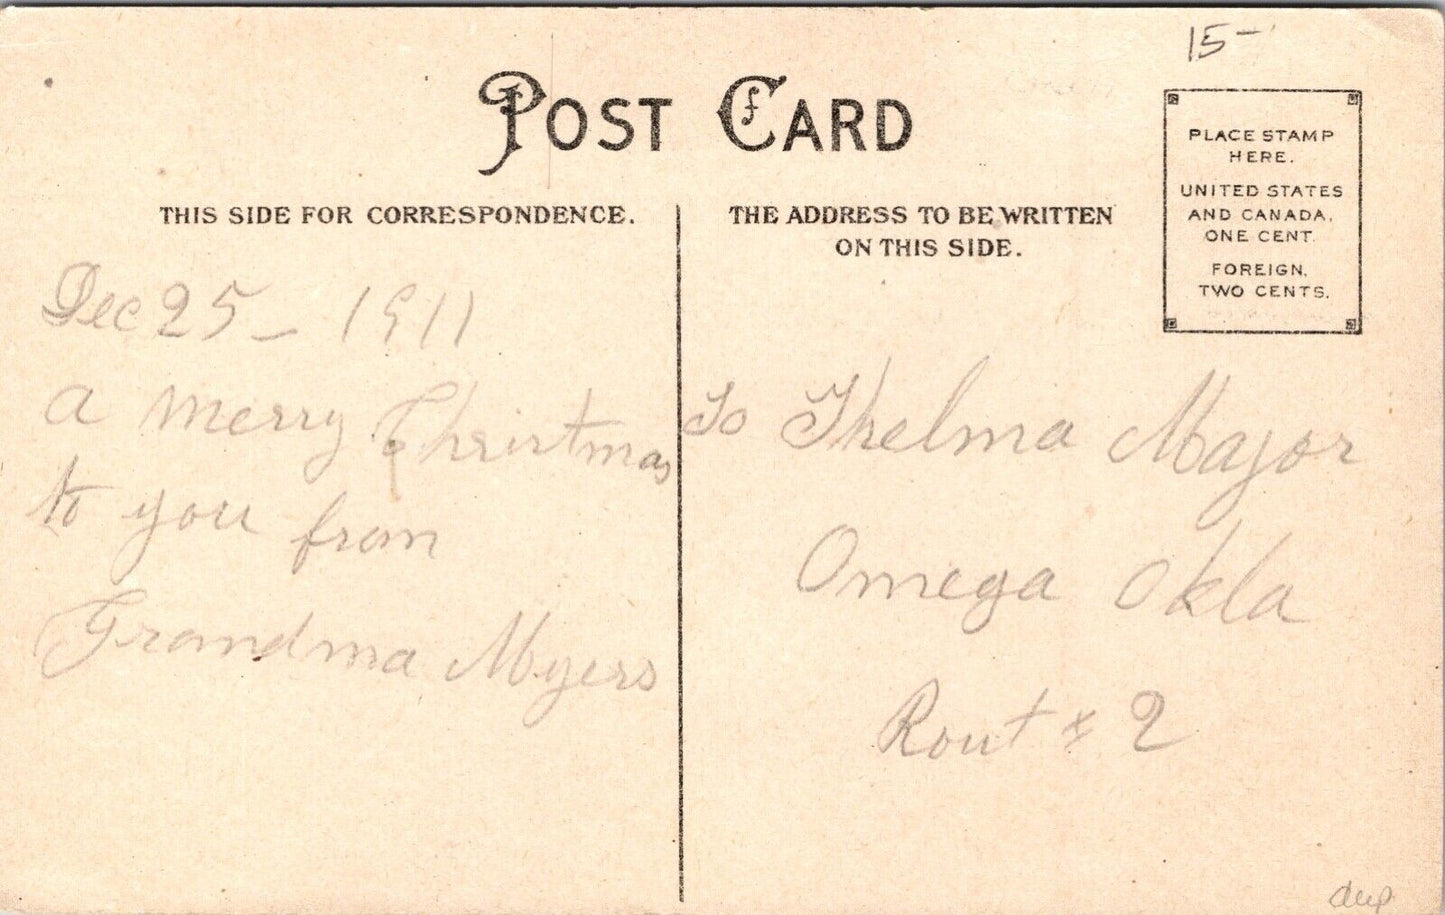 15-
POST CARD
THIS SIDE FOR CORRESPONDENCE.
THE ADDRESS TO BE WRITTEN
ON THIS SIDE.
PLACE STAMP
HERE.
UNITED STATES
AND CANADA,
ONE CENT.
FOREIGN,
TWO CENTS.
Dec 25 - 1911
a merry Christmas
to you from
Grandma Myers
To Thelma Major
Omega Okla
Rout # 2
dup